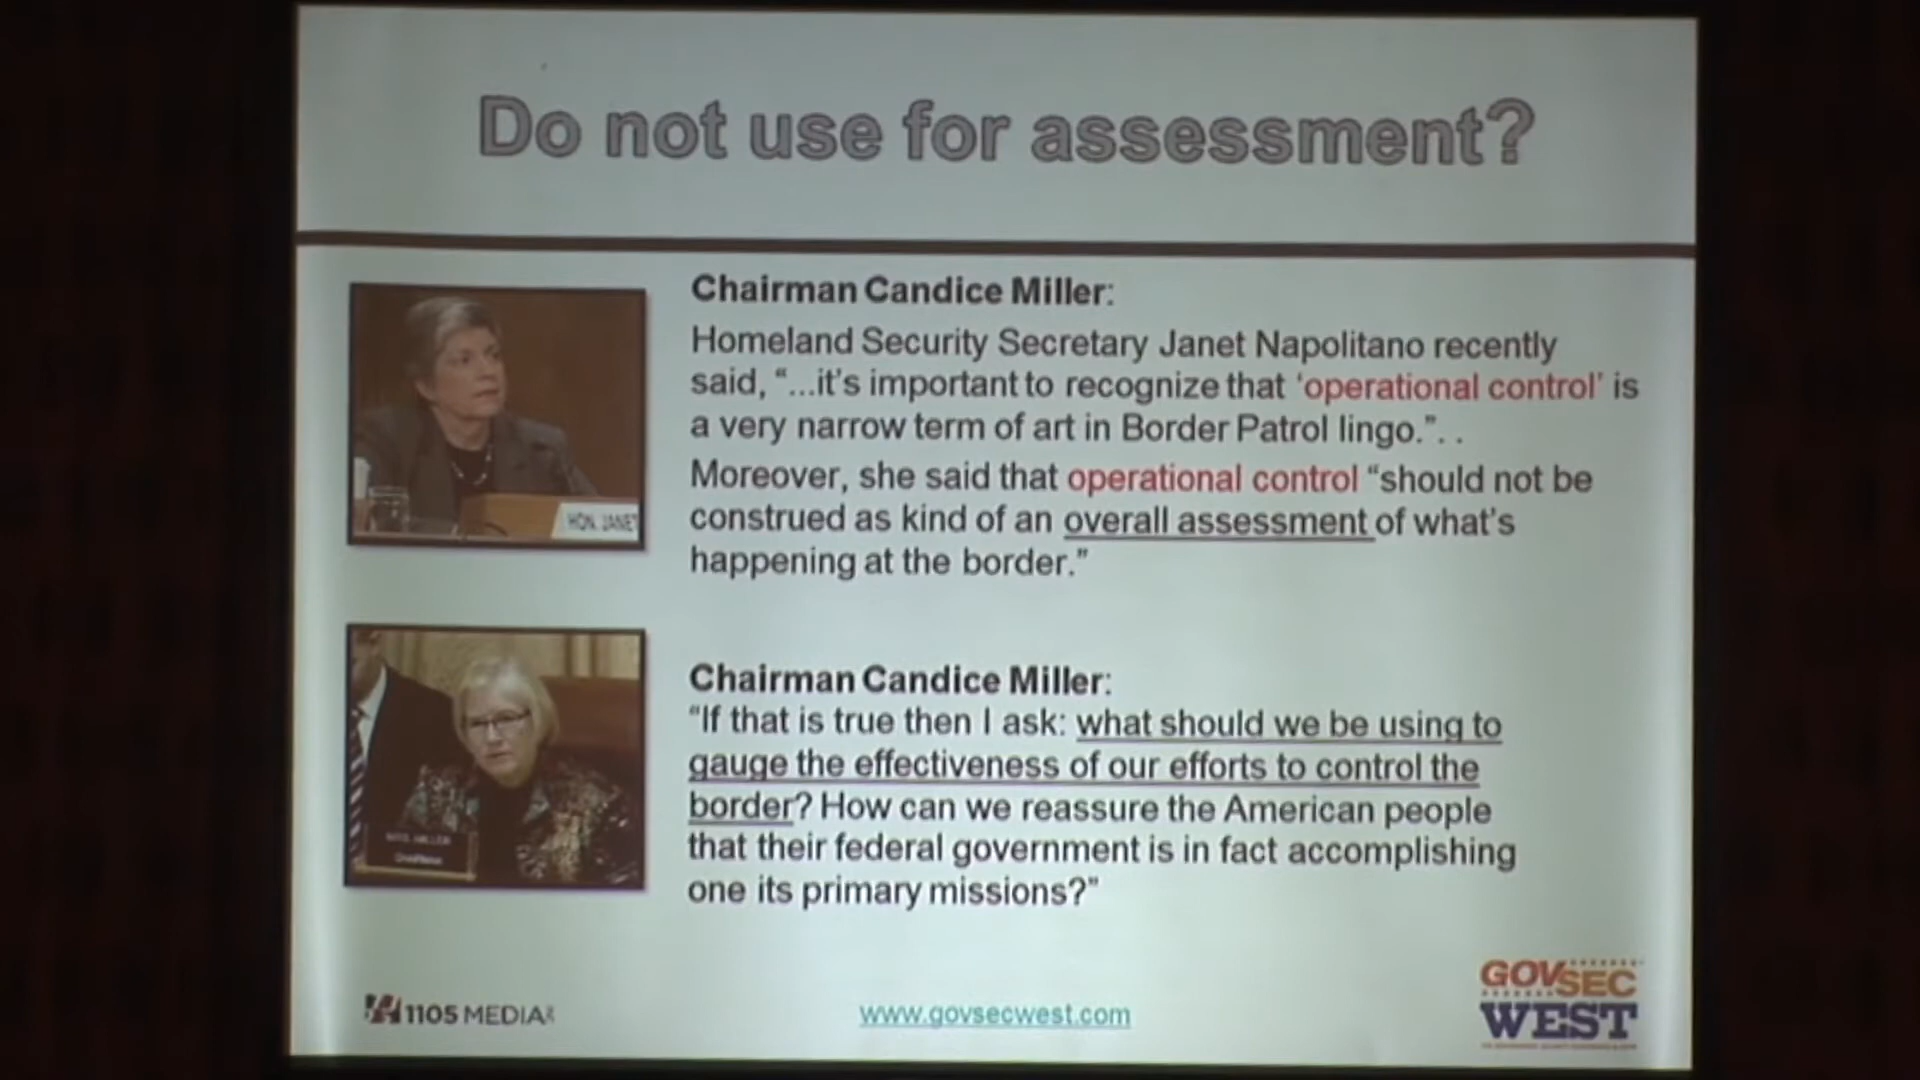 Do not use for assessment?
Chairman Candice Miller:
Homeland Security Secretary Janet Napolitano recently
said, “...it’s important to recognize that ‘operational control’ is
a very narrow term of art in Border Patrol lingo.”. .
Moreover, she said that operational control “should not be
construed as kind of an overall assessment of what’s
happening at the border.”
HON. JANET
Chairman Candice Miller:
“If that is true then I ask: what should we be using to
gauge the effectiveness of our efforts to control the
border? How can we reassure the American people
that their federal government is in fact accomplishing
one its primary missions?”
MRS. MILLER
1105 MEDIA
www.govsecwest.com
GOVSEC
WEST